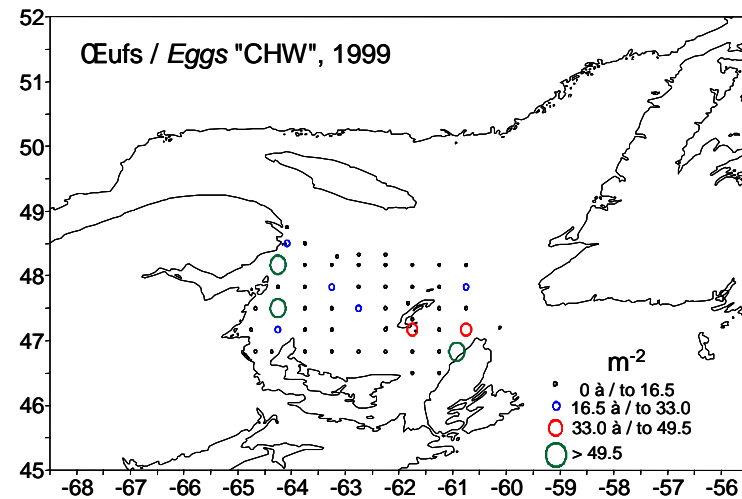 Œufs / Eggs "CHW", 1999
52
51
50
49
48
47
46
45
m-2
0 à / to 16.5
16.5 à / to 33.0
33.0 à / to 49.5
> 49.5
-68 -67 -66 -65 -64 -63 -62 -61 -60 -59 -58 -57 -56